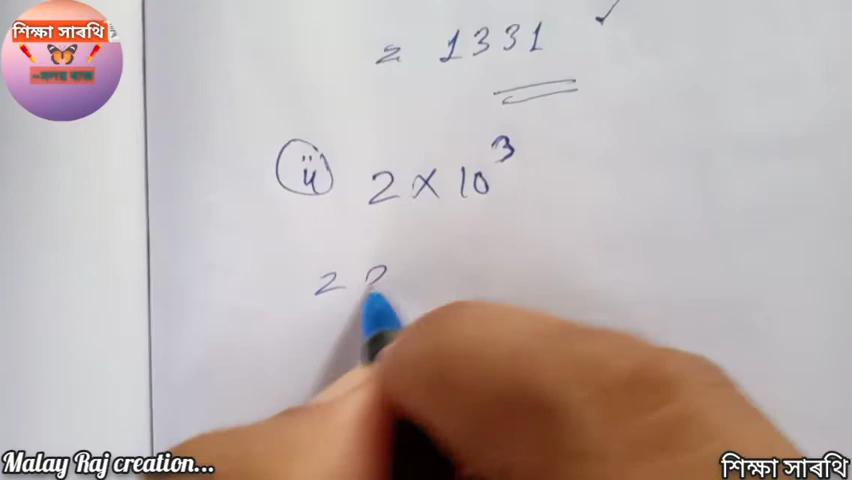 শিক্ষা সাৰথি
= 1331
(ii) 2 × 10³
= 2
Malay Raj creation...
শিক্ষা সাৰথি